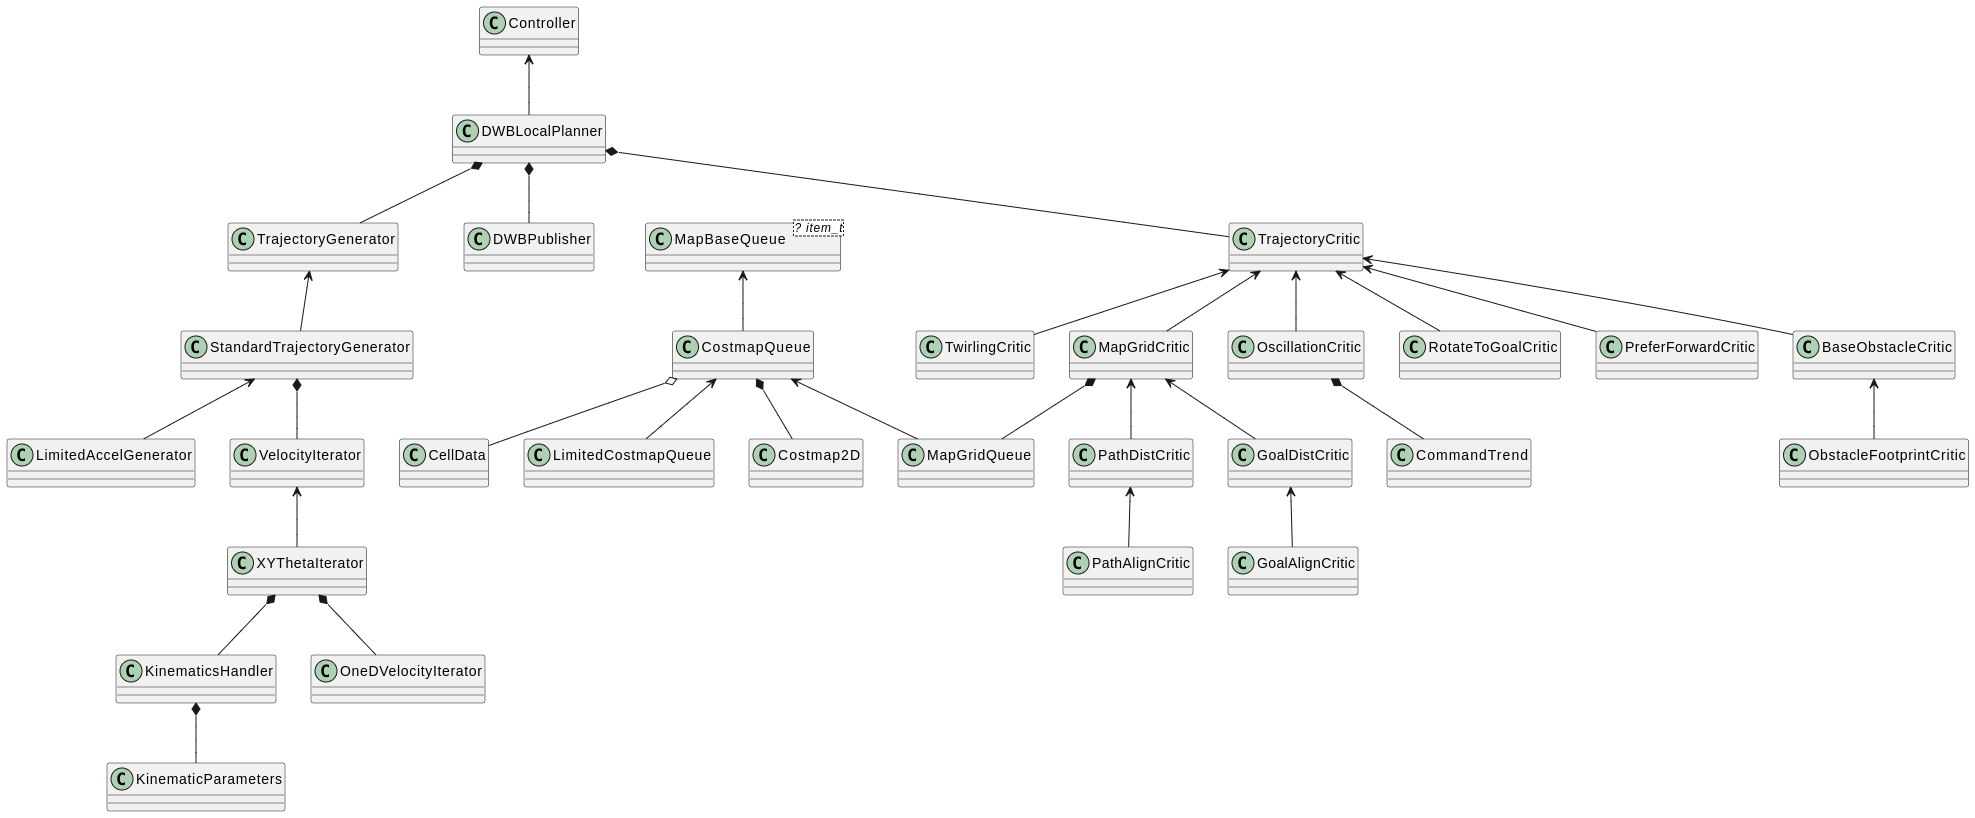 C Controller
C DWBLocalPlanner
C TrajectoryGenerator
C DWBPublisher
C MapBaseQueue
? item_t
C TrajectoryCritic
C StandardTrajectoryGenerator
C CostmapQueue
C TwirlingCritic
C MapGridCritic
C OscillationCritic
C RotateToGoalCritic
C PreferForwardCritic
C BaseObstacleCritic
C LimitedAccelGenerator
C VelocityIterator
C CellData
C LimitedCostmapQueue
C Costmap2D
C MapGridQueue
C PathDistCritic
C GoalDistCritic
C CommandTrend
C ObstacleFootprintCritic
C XYThetaIterator
C PathAlignCritic
C GoalAlignCritic
C KinematicsHandler
C OneDVelocityIterator
C KinematicParameters